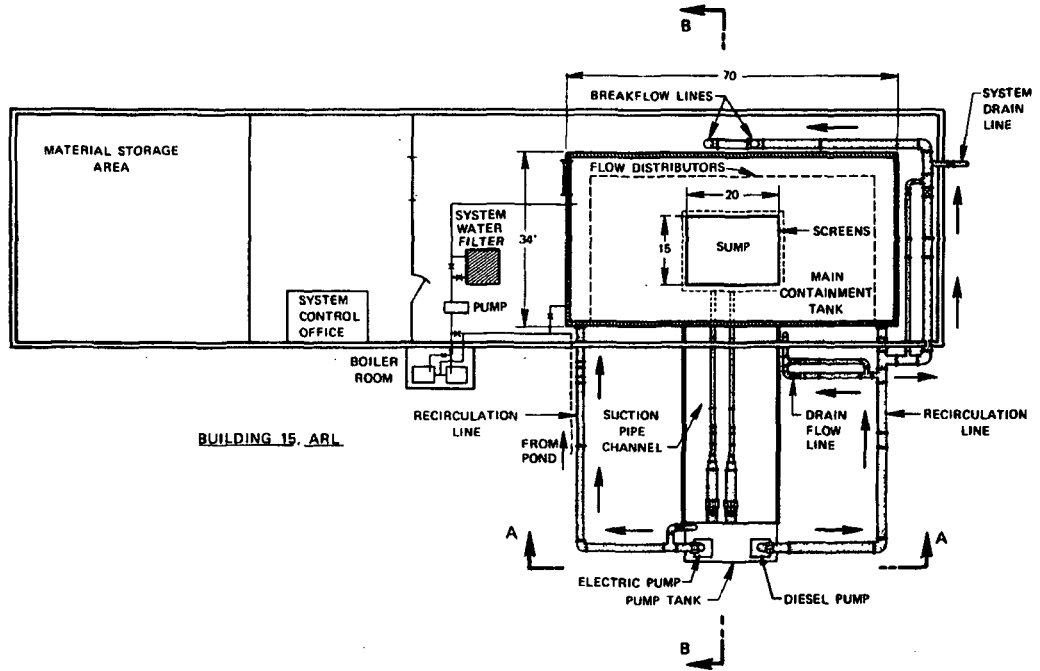 B
70
BREAKFLOW LINES
SYSTEM
DRAIN
LINE
MATERIAL STORAGE
AREA
FLOW DISTRIBUTORS
20
SYSTEM
WATER
FILTER
34'
15
SUMP
SCREENS
MAIN
CONTAINMENT
TANK
SYSTEM
CONTROL
OFFICE
PUMP
BOILER
ROOM
RECIRCULATION
LINE
SUCTION
PIPE
CHANNEL
DRAIN
FLOW
LINE
RECIRCULATION
LINE
BUILDING 15, ARL
FROM
POND
A
A
ELECTRIC PUMP
PUMP TANK
DIESEL PUMP
B